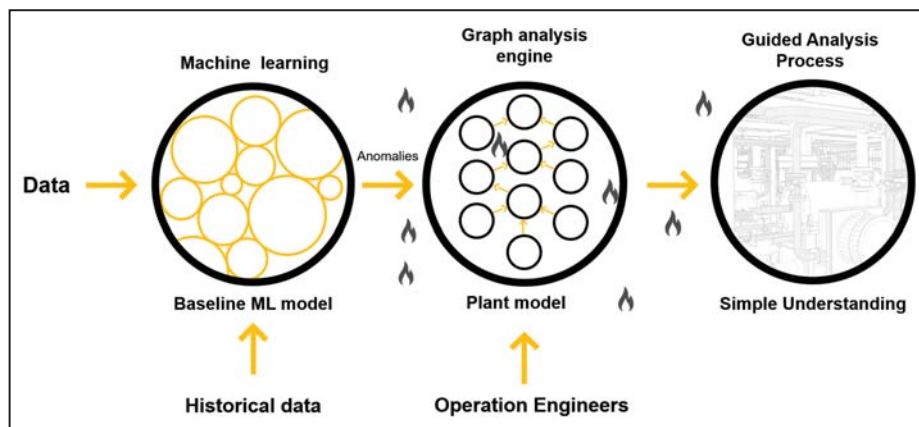 Machine learning
Graph analysis
engine
Guided Analysis
Process
Data
Anomalies
Baseline ML model
Plant model
Simple Understanding
Historical data
Operation Engineers